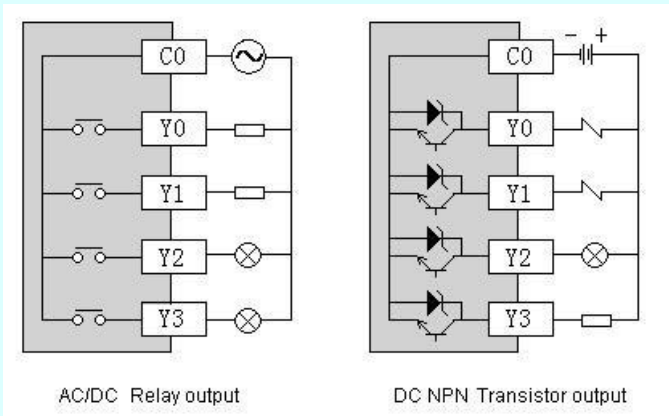 C0
Y0
Y1
Y2
Y3
AC/DC Relay output
- +
C0
Y0
Y1
Y2
Y3
DC NPN Transistor output